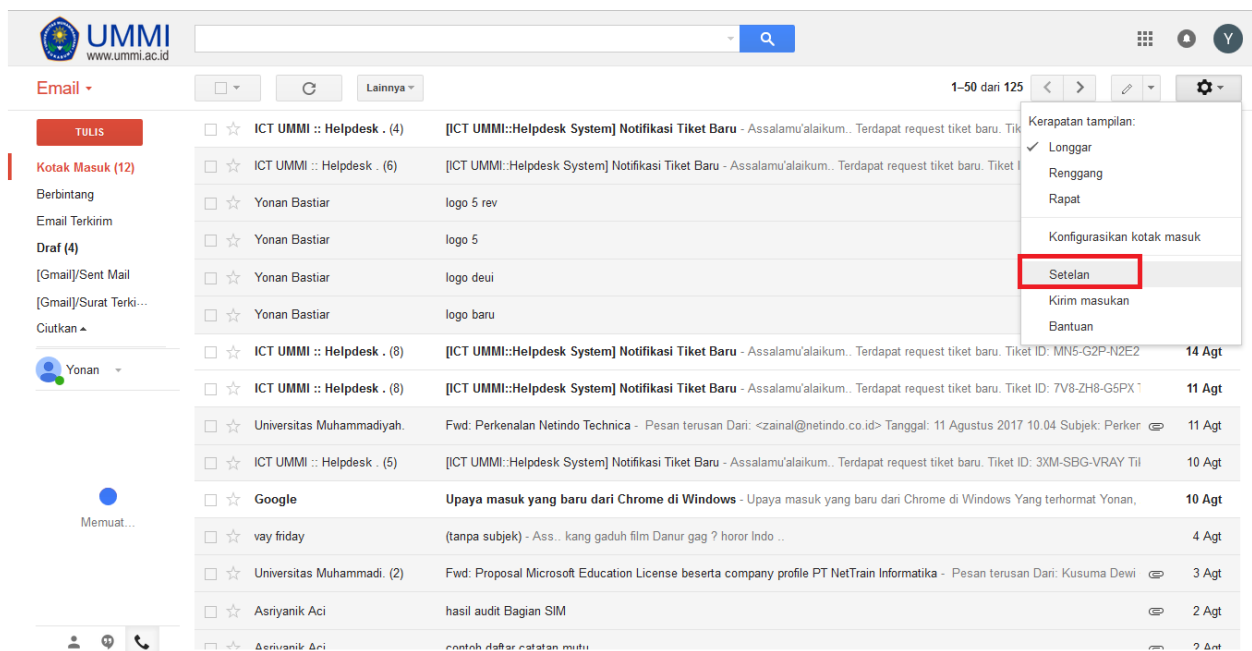 UMMI
www.ummi.ac.id
Y
Email
Lainnya
1–50 dari 125
TULIS
Kotak Masuk (12)
Berbintang
Email Terkirim
Draf (4)
[Gmail]/Sent Mail
[Gmail]/Surat Terki...
Ciutkan
Yonan
Memuat...
ICT UMMI :: Helpdesk . (4) [ICT UMMI::Helpdesk System] Notifikasi Tiket Baru - Assalamu'alaikum.. Terdapat request tiket baru. Tik
ICT UMMI :: Helpdesk . (6) [ICT UMMI::Helpdesk System] Notifikasi Tiket Baru - Assalamu'alaikum.. Terdapat request tiket baru. Tiket I
Yonan Bastiar logo 5 rev
Yonan Bastiar logo 5
Yonan Bastiar logo deui
Yonan Bastiar logo baru
ICT UMMI :: Helpdesk . (8) [ICT UMMI::Helpdesk System] Notifikasi Tiket Baru - Assalamu'alaikum.. Terdapat request tiket baru. Tiket ID: MN5-G2P-N2E2 14 Agt
ICT UMMI :: Helpdesk . (8) [ICT UMMI::Helpdesk System] Notifikasi Tiket Baru - Assalamu'alaikum.. Terdapat request tiket baru. Tiket ID: 7V8-ZH8-G5PX 11 Agt
Universitas Muhammadiyah. Fwd: Perkenalan Netindo Technica - Pesan terusan Dari: <zainal@netindo.co.id> Tanggal: 11 Agustus 2017 10.04 Subjek: Perker 11 Agt
ICT UMMI :: Helpdesk . (5) [ICT UMMI::Helpdesk System] Notifikasi Tiket Baru - Assalamu'alaikum.. Terdapat request tiket baru. Tiket ID: 3XM-SBG-VRAY 10 Agt
Google Upaya masuk yang baru dari Chrome di Windows - Upaya masuk yang baru dari Chrome di Windows Yang terhormat Yonan, 10 Agt
vay friday (tanpa subjek) - Ass.. kang gaduh film Danur gag ? horor Indo .. 4 Agt
Universitas Muhammadi. (2) Fwd: Proposal Microsoft Education License beserta company profile PT NetTrain Informatika - Pesan terusan Dari: Kusuma Dewi 3 Agt
Asriyanik Aci hasil audit Bagian SIM 2 Agt
Asriyanik Aci contoh daftar catatan mutu 2 Agt
Kerapatan tampilan:
Longgar
Renggang
Rapat
Konfigurasikan kotak masuk
Setelan
Kirim masukan
Bantuan